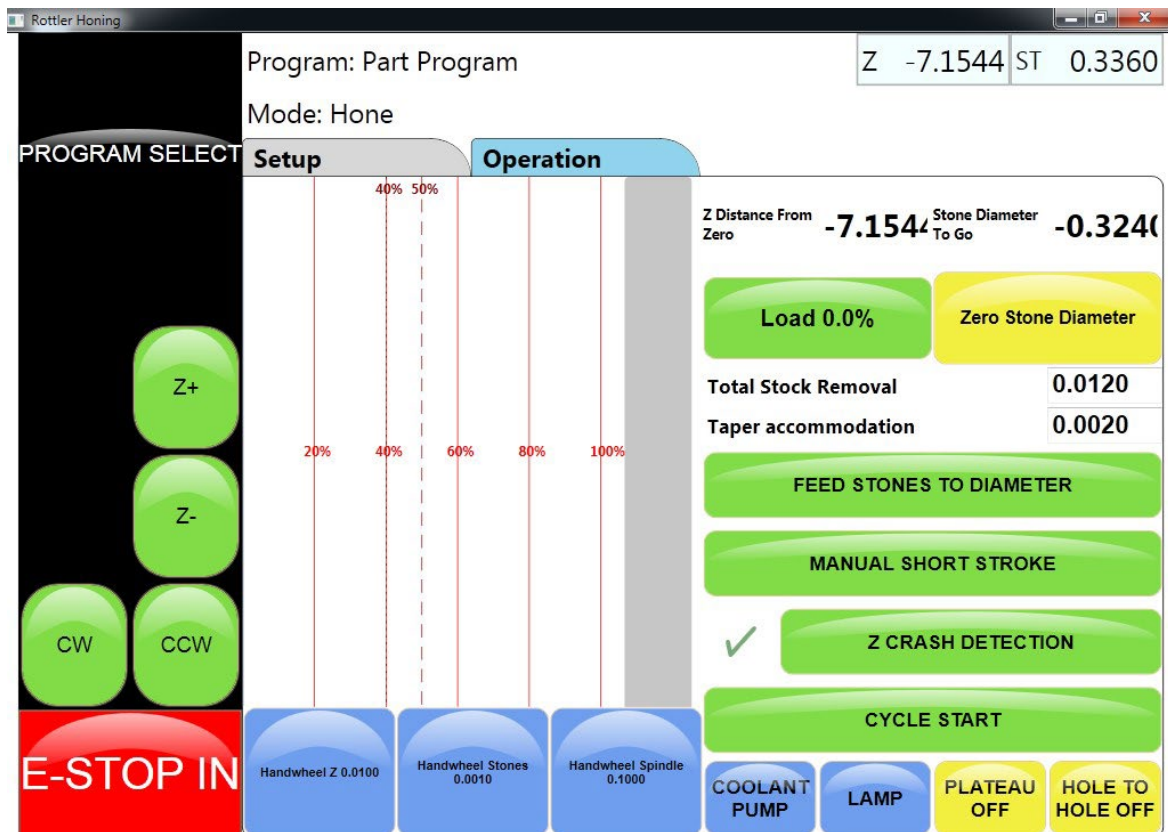 Rottler Honing
Program: Part Program
Z -7.1544 ST 0.3360
Mode: Hone
PROGRAM SELECT
Setup
Operation
40% 50%
20% 40% 60% 80% 100%
Z+
Z-
CW
CCW
E-STOP IN
Handwheel Z 0.0100
Handwheel Stones
0.0010
Handwheel Spindle
0.1000
Z Distance From
Zero
-7.1544
Stone Diameter
To Go
-0.3240
Load 0.0%
Zero Stone Diameter
Total Stock Removal 0.0120
Taper accommodation 0.0020
FEED STONES TO DIAMETER
MANUAL SHORT STROKE
Z CRASH DETECTION
CYCLE START
COOLANT
PUMP
LAMP
PLATEAU
OFF
HOLE TO
HOLE OFF